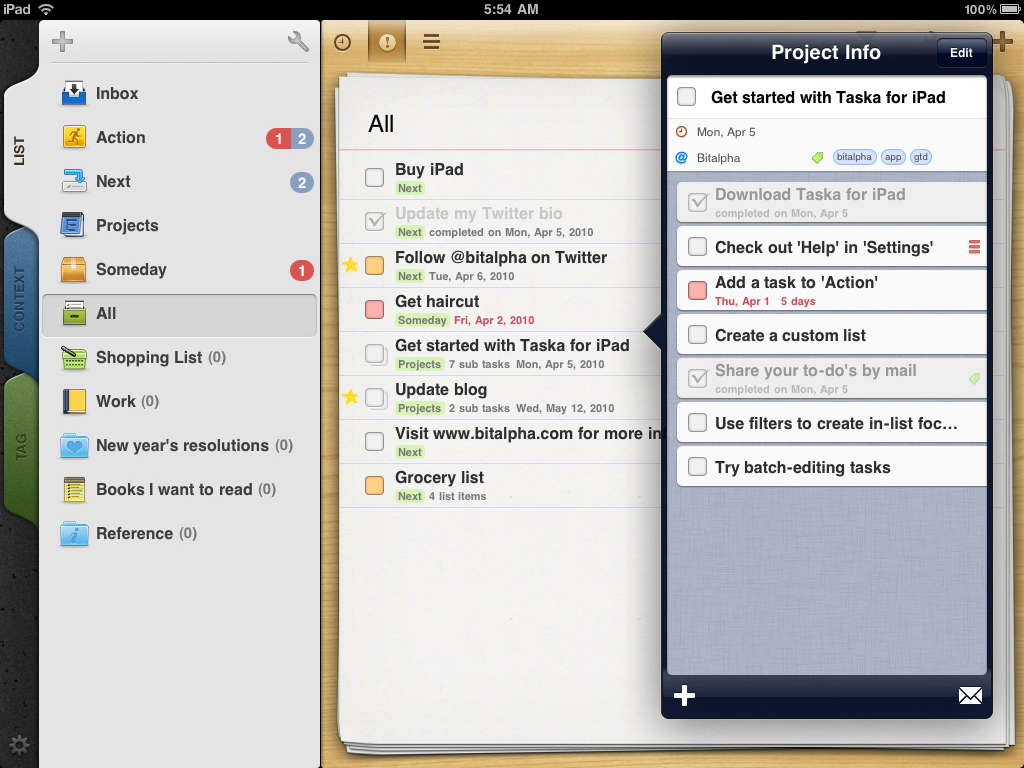 iPad
5:54 AM
100%
LIST
CONTEXT
TAG
Inbox
Action 1 2
Next 2
Projects
Someday 1
All
Shopping List (0)
Work (0)
New year's resolutions (0)
Books I want to read (0)
Reference (0)
All
Buy iPad
Next
Update my Twitter bio
Next completed on Mon, Apr 5, 2010
Follow @bitalpha on Twitter
Next Tue, Apr 6, 2010
Get haircut
Someday Fri, Apr 2, 2010
Get started with Taska for iPad
Projects 7 sub tasks Mon, Apr 5, 2010
Update blog
Projects 2 sub tasks Wed, May 12, 2010
Visit www.bitalpha.com for more in
Next
Grocery list
Next 4 list items
Project Info
Edit
Get started with Taska for iPad
Mon, Apr 5
@ Bitalpha bitalpha app gtd
Download Taska for iPad
completed on Mon, Apr 5
Check out 'Help' in 'Settings'
Add a task to 'Action'
Thu, Apr 1 5 days
Create a custom list
Share your to-do's by mail
completed on Mon, Apr 5
Use filters to create in-list foc...
Try batch-editing tasks